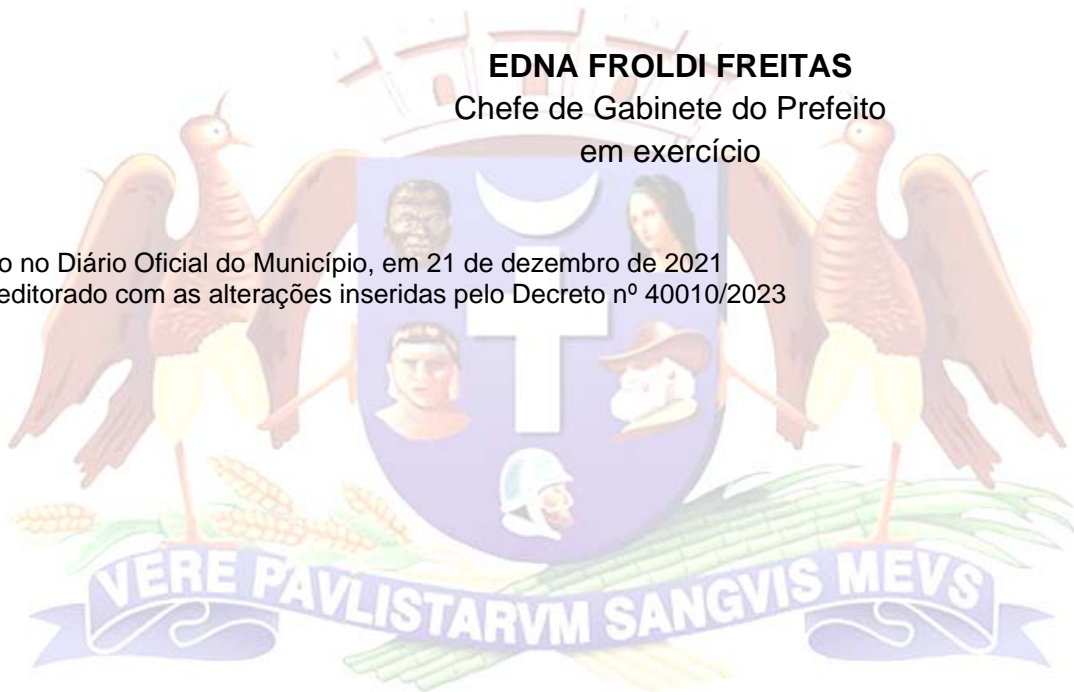 EDNA FROLDI FREITAS
Chefe de Gabinete do Prefeito
em exercício
o no Diário Oficial do Município, em 21 de dezembro de 2021
editorado com as alterações inseridas pelo Decreto nº 40010/2023
VERE PAVLISTARVM SANGVIS MEVS